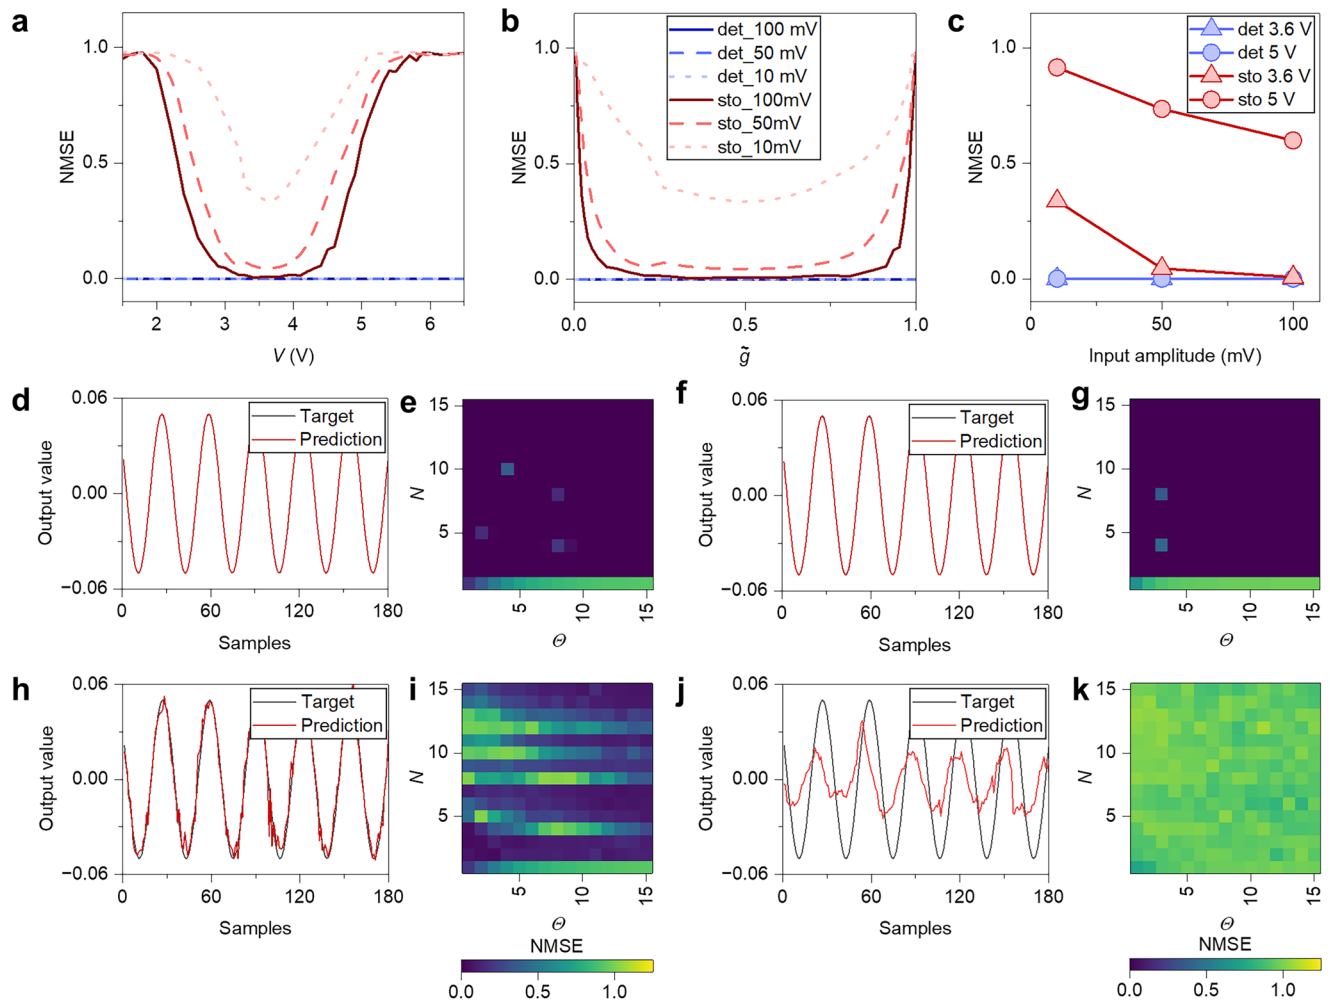 a
1.0
0.5
0.0
NMSE
2
3
4
5
6
V (V)
b
1.0
0.5
0.0
NMSE
det_100 mV
det_50 mV
det_10 mV
sto_100mV
sto_50mV
sto_10mV
0.0
0.5
1.0
g̃
c
1.0
0.5
0.0
NMSE
det 3.6 V
det 5 V
sto 3.6 V
sto 5 V
0
50
100
Input amplitude (mV)
d
0.06
0.00
−0.06
Output value
Target
Prediction
0
60
120
180
Samples
e
15
10
5
N
5
10
15
Θ
f
0.06
0.00
−0.06
Output value
Target
Prediction
0
60
120
180
Samples
g
15
10
5
N
5
10
15
Θ
h
0.06
0.00
−0.06
Output value
Target
Prediction
0
60
120
180
Samples
i
15
10
5
N
5
10
15
Θ
NMSE
0.0
0.5
1.0
j
0.06
0.00
−0.06
Output value
Target
Prediction
0
60
120
180
Samples
k
15
10
5
N
5
10
15
Θ
NMSE
0.0
0.5
1.0